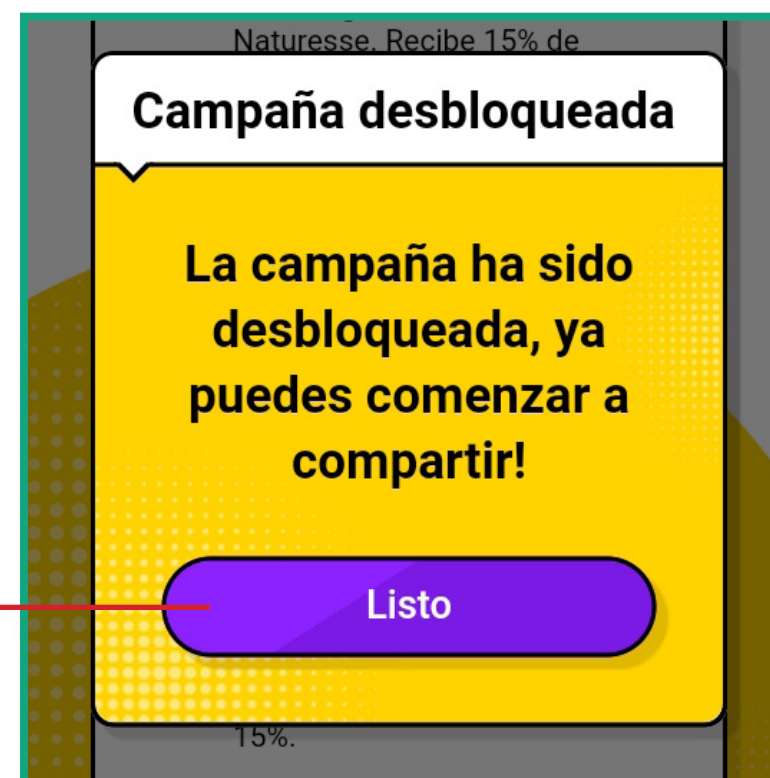 Naturesse. Recibe 15% de
Campaña desbloqueada
La campaña ha sido
desbloqueada, ya
puedes comenzar a
compartir!
Listo
15%.